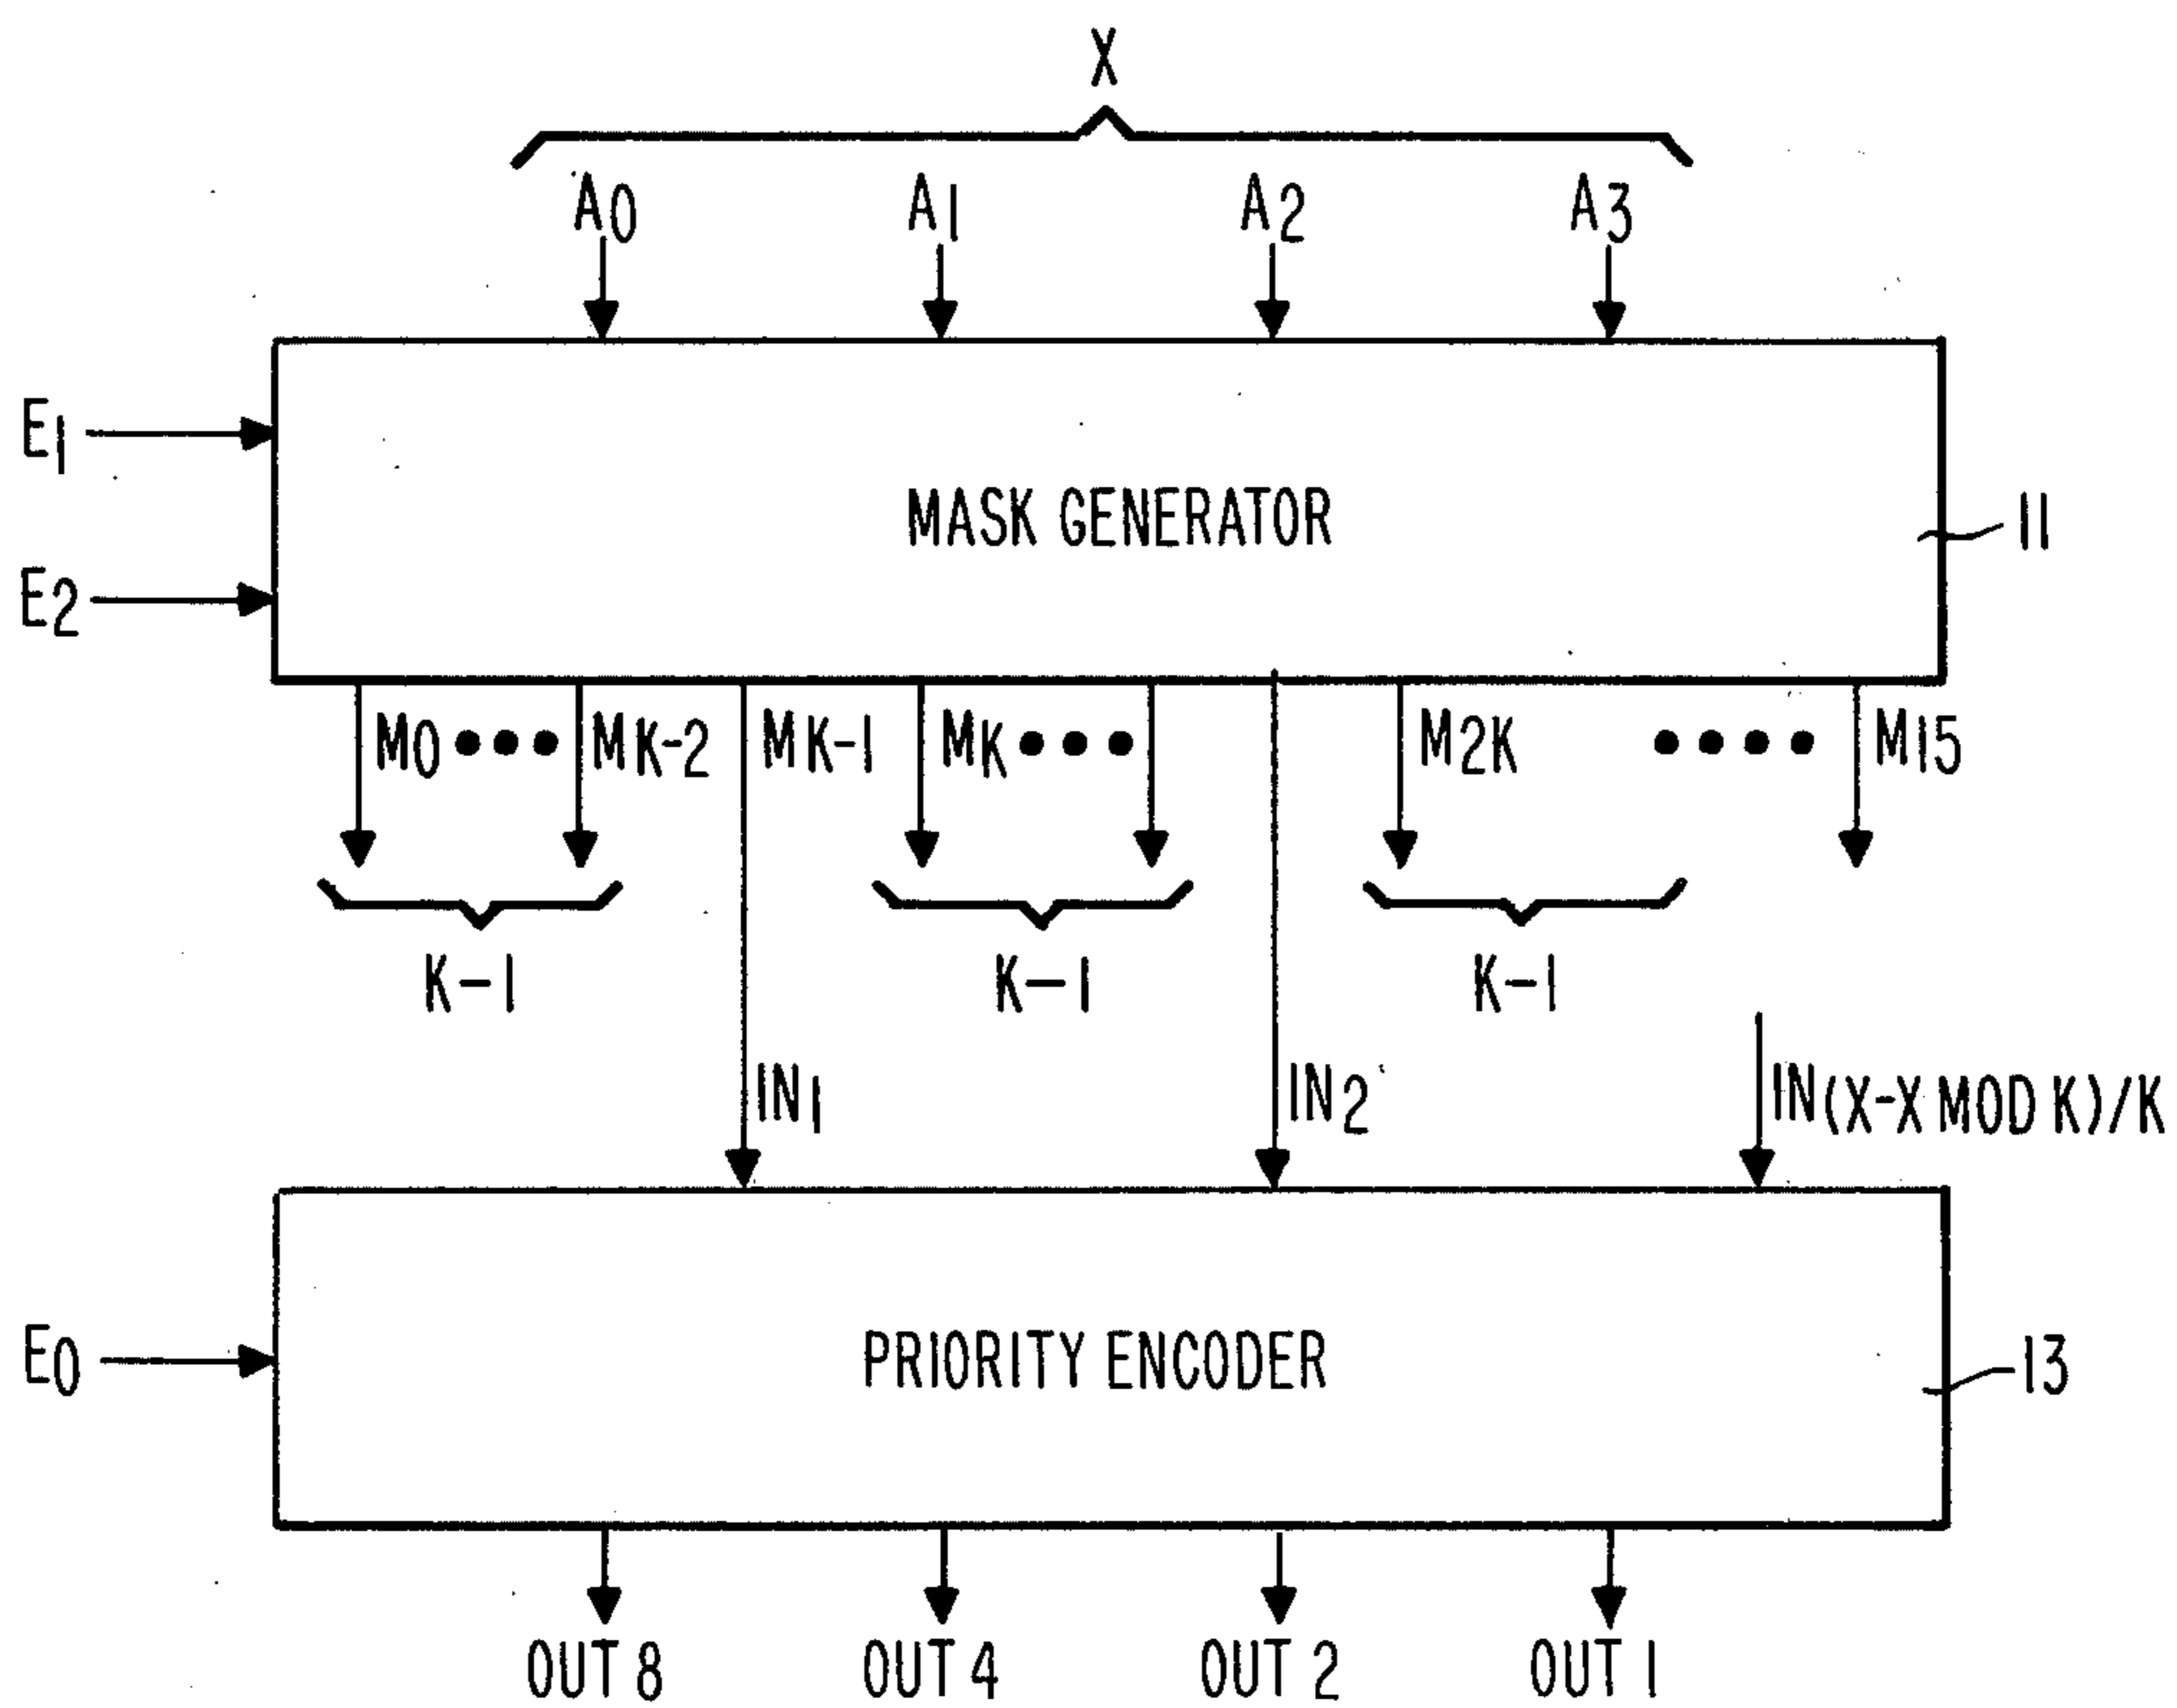 X
A0 A1 A2 A3
E1
MASK GENERATOR
11
E2
M0 ●●● MK-2 MK-1 MK ●●● M2K ●●●● M15
K-1 K-1 K-1
IN1 IN2 IN(X-X MOD K)/K
PRIORITY ENCODER
E0
13
OUT 8 OUT 4 OUT 2 OUT 1